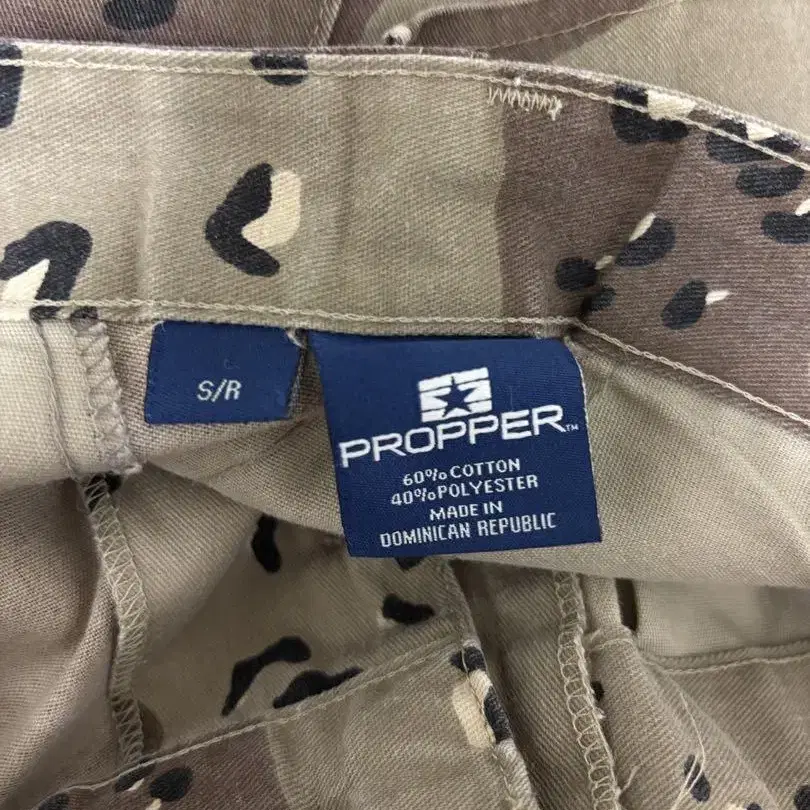 S/R
PROPPER™
60% COTTON
40% POLYESTER
MADE IN
DOMINICAN REPUBLIC